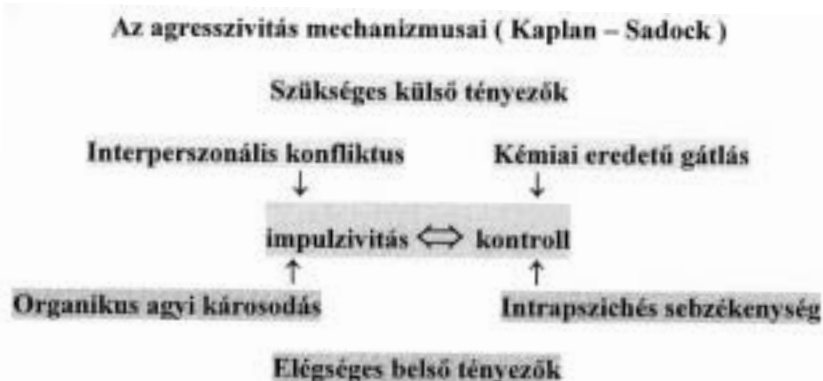 Az agresszivitás mechanizmusai ( Kaplan – Sadock )
Szükséges külső tényezők
Interperszonális konfliktus Kémiai eredetű gátlás
↓ ↓
impulzivitás ⇔ kontroll
↑ ↑
Organikus agyi károsodás Intrapszichés sebzékenység
Elégséges belső tényezők